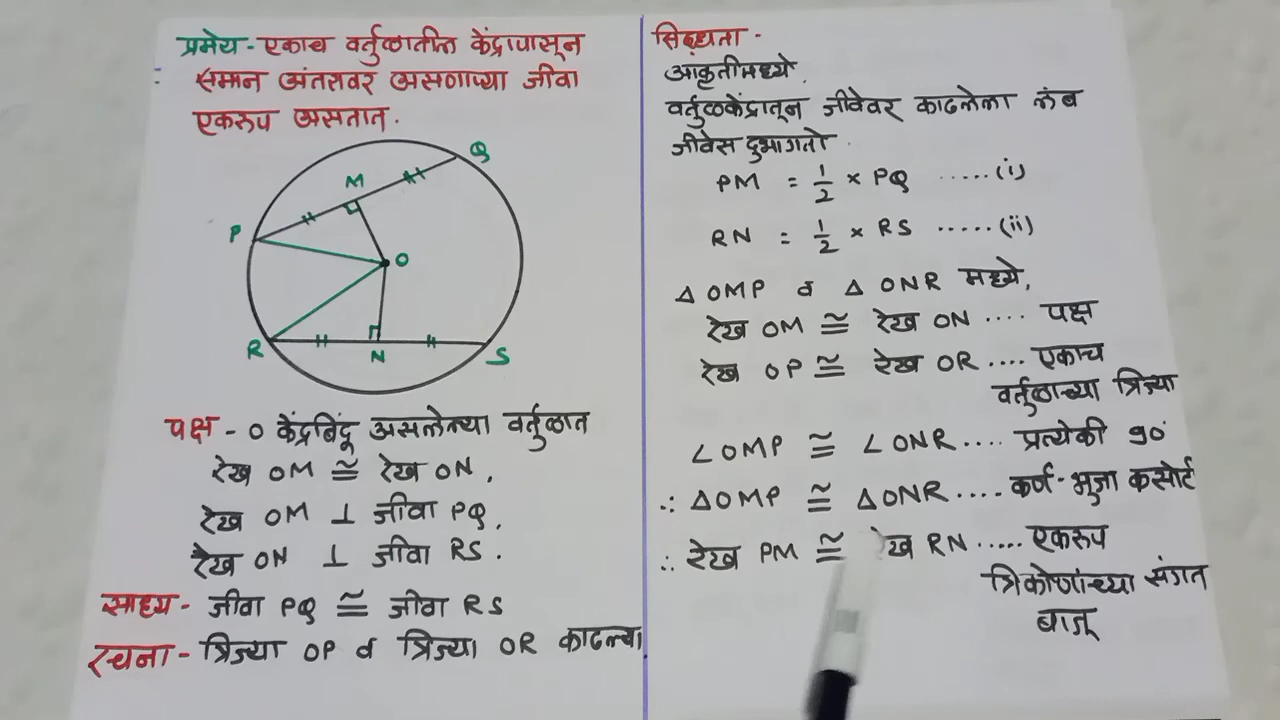 प्रमेय - एकाच वर्तुळातील केंद्रापासून
समान अंतरावर असणाऱ्या जीवा
एकरुप असतात.
Q
M
P
O
R
N
S
पक्ष - O केंद्रबिंदू असलेल्या वर्तुळात
रेख OM ≅ रेख ON,
रेख OM ⊥ जीवा PQ,
रेख ON ⊥ जीवा RS.
साध्य - जीवा PQ ≅ जीवा RS
रचना - त्रिज्या OP व त्रिज्या OR काढल्या
सिद्धता -
आकृतीमध्ये,
वर्तुळकेंद्रातून जीवेवर काढलेला लंब
जीवेस दुभागतो.
PM = 1/2 × PQ .....(i)
RN = 1/2 × RS .....(ii)
△ OMP व △ ONR मध्ये,
रेख OM ≅ रेख ON .... पक्ष
रेख OP ≅ रेख OR .... एकाच
वर्तुळाच्या त्रिज्या
∠OMP ≅ ∠ONR .... प्रत्येकी 90°
∴ △OMP ≅ △ONR .... कर्ण - भुजा कसोटी
∴ रेख PM ≅ रेख RN ..... एकरुप
त्रिकोणांच्या संगत
बाजू